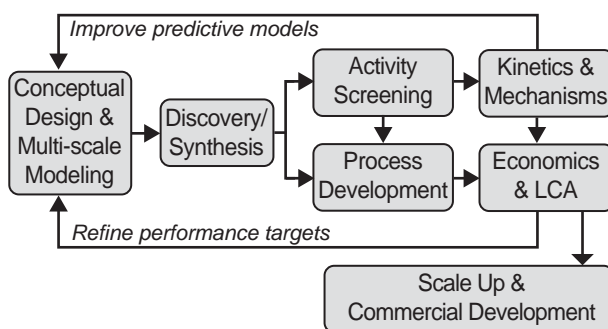 Improve predictive models
Conceptual
Design &
Multi-scale
Modeling
Discovery/
Synthesis
Activity
Screening
Kinetics &
Mechanisms
Process
Development
Economics
& LCA
Refine performance targets
Scale Up &
Commercial Development